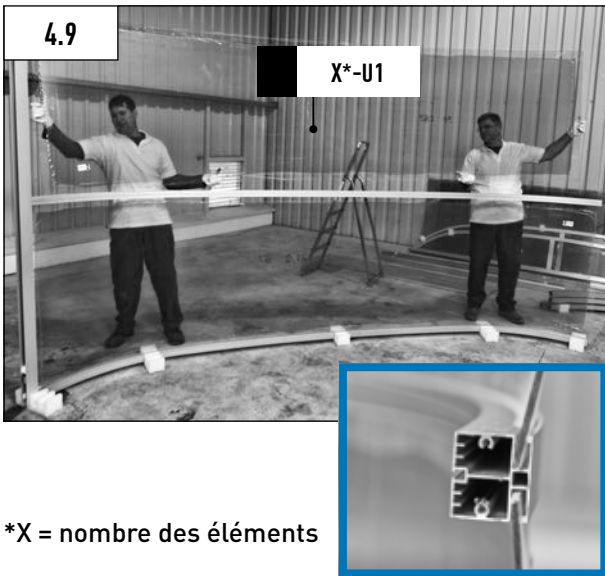 4.9
X*-U1
*X = nombre des éléments